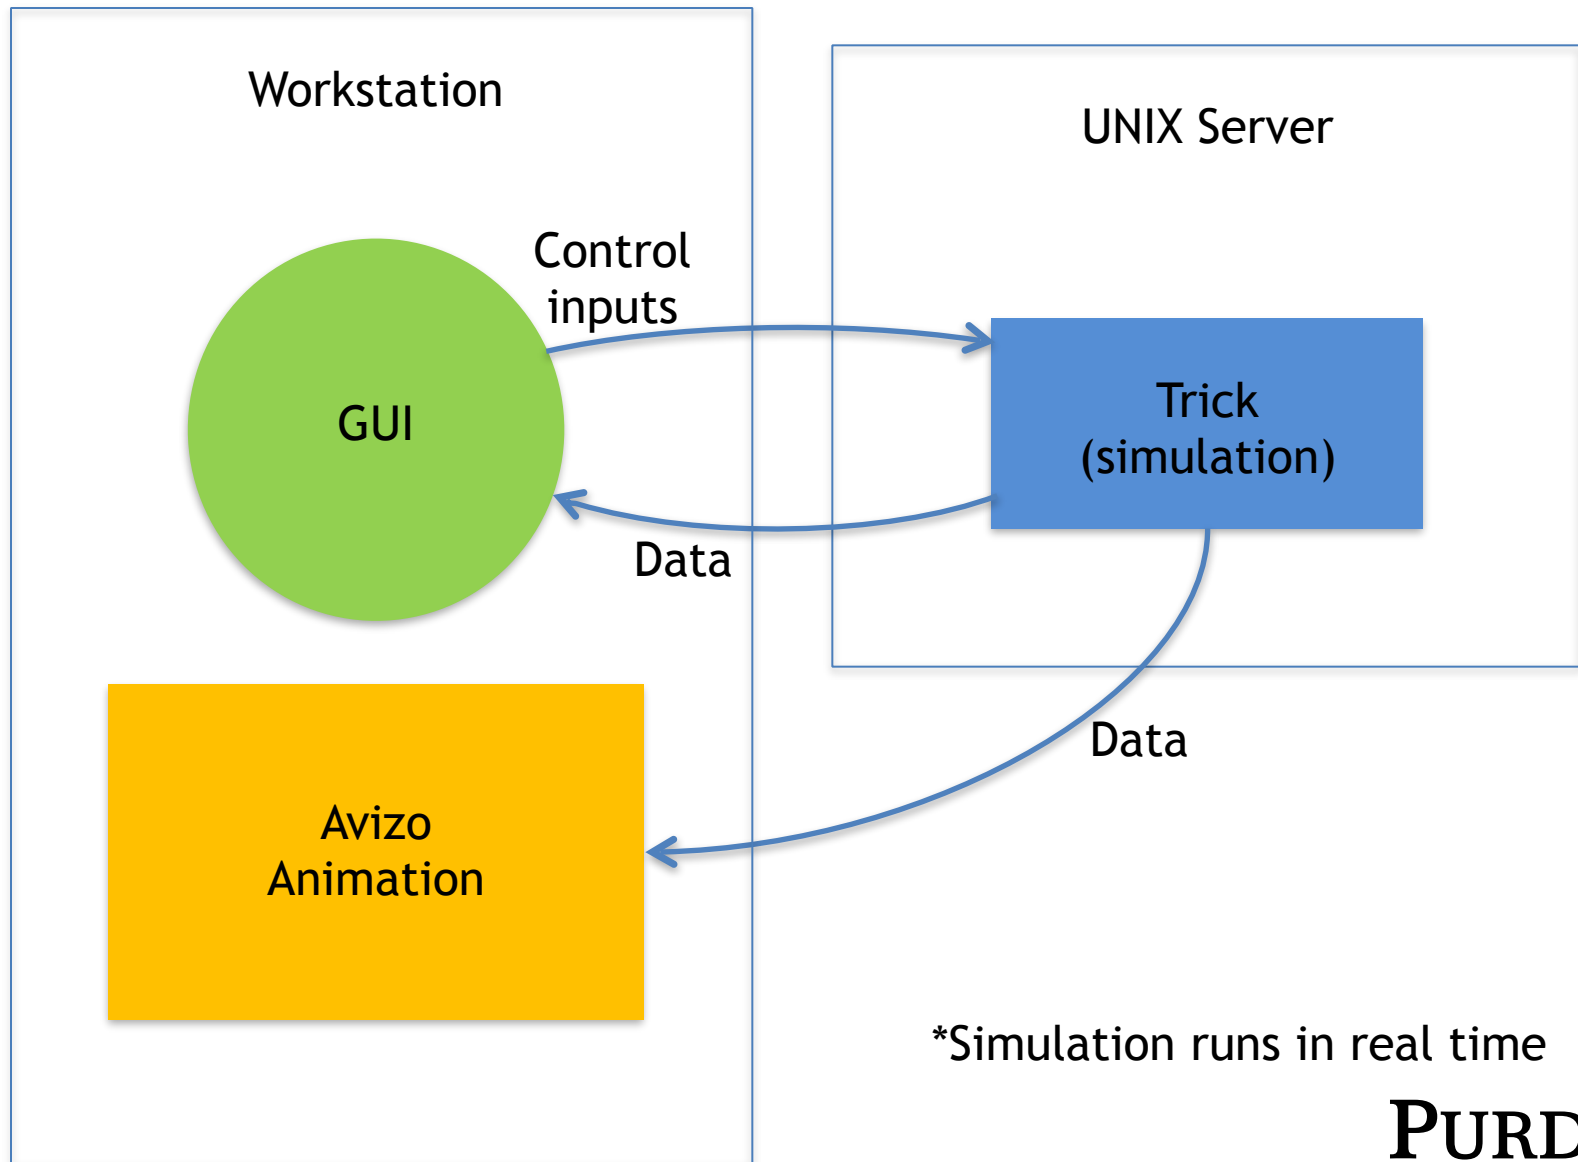 Workstation
UNIX Server
Control
inputs
GUI
Trick
(simulation)
Data
Data
Avizo
Animation
*Simulation runs in real time
PURD